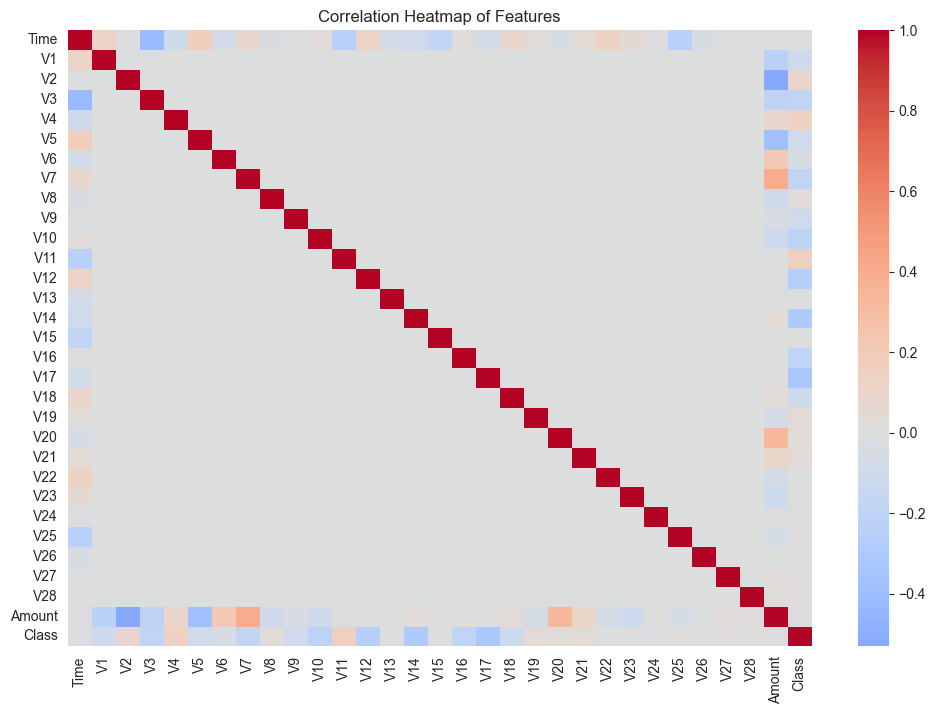 Correlation Heatmap of Features
Time
V1
V2
V3
V4
V5
V6
V7
V8
V9
V10
V11
V12
V13
V14
V15
V16
V17
V18
V19
V20
V21
V22
V23
V24
V25
V26
V27
V28
Amount
Class
Time
V1
V2
V3
V4
V5
V6
V7
V8
V9
V10
V11
V12
V13
V14
V15
V16
V17
V18
V19
V20
V21
V22
V23
V24
V25
V26
V27
V28
Amount
Class
1.0
0.8
0.6
0.4
0.2
0.0
−0.2
−0.4